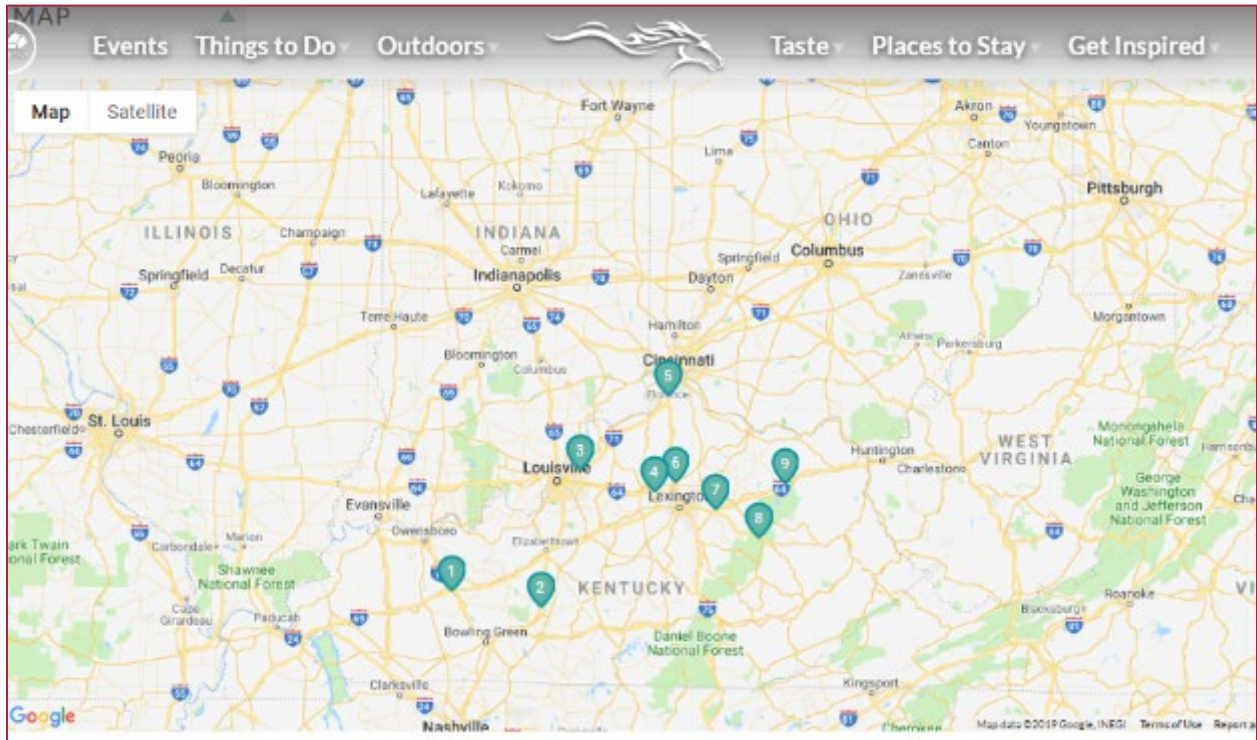 MAP
Events Things to Do Outdoors Taste Places to Stay Get Inspired
Map Satellite
Fort Wayne
Akron
Youngstown
Canton
Peoria
Lima
Bloomington
Lafayette
Kokomo
Pittsburgh
ILLINOIS
Champaign
INDIANA
Carmel
OHIO
Columbus
Springfield
Decatur
Indianapolis
Springfield
Dayton
Zanesville
Terre Haute
Morgantown
Hamilton
Athens
Parkersburg
Bloomington
Columbus
Cincinnati
5
Florence
St. Louis
Chesterfield
Monongahela
National Forest
WEST
VIRGINIA
Huntington
Charleston
3
Louisville
4
6
9
Lexington
7
8
George
Washington
and Jefferson
National Forest
Evansville
Owensboro
Elizabethtown
Carbondale
Marion
Shawnee
National Forest
1
2
KENTUCKY
Cape
Girardeau
Paducah
Bowling Green
Roanoke
Blacksburg
Daniel Boone
National Forest
Clarksville
Kingsport
Nashville
Cherokee
Google
Map data ©2019 Google, INEGI Terms of Use